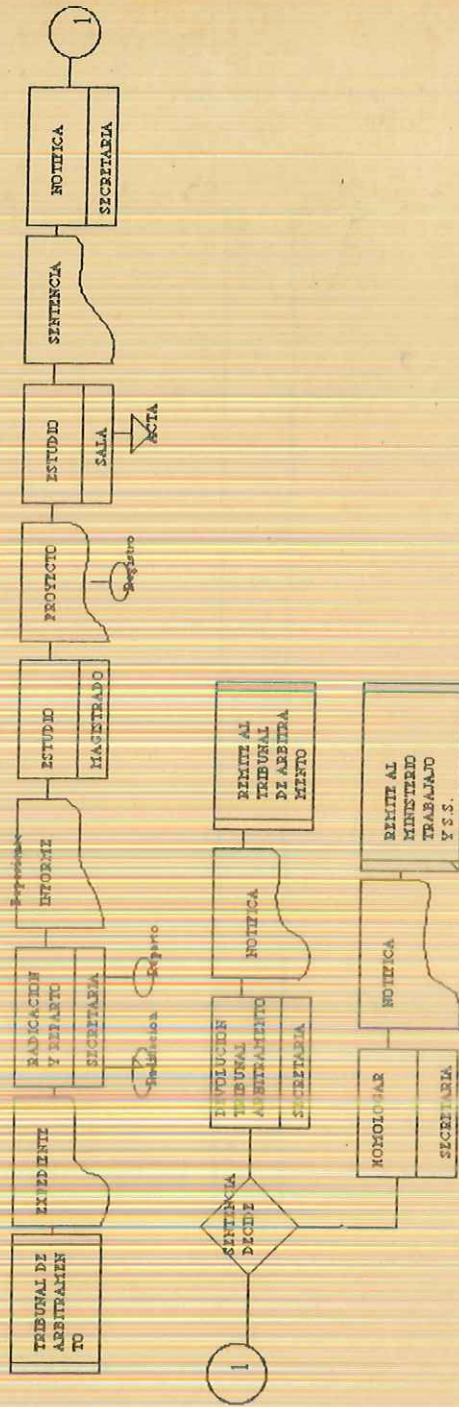 TRIBUNAL DE
ARBITRAMEN
TO
EXPEDIENTE
RADICACION
Y REPARTO
SECRETARIA
Radicacion
Reparto
Expediente
INFORME
ESTUDIO
MAGISTRADO
PROYECTO
Registro
ESTUDIO
SALA
ACTA
SENTENCIA
NOTIFICA
SECRETARIA
1
1
SENTENCIA
DECIDE
DEVOLUCION
TRIBUNAL
ARBITRAMENTO
SECRETARIA
NOTIFICA
REMITE AL
TRIBUNAL
DE ARBITRA
MENTO
HOMOLOGAR
SECRETARIA
NOTIFICA
REMITE AL
MINISTERIO
TRABAJAJO
Y S.S.